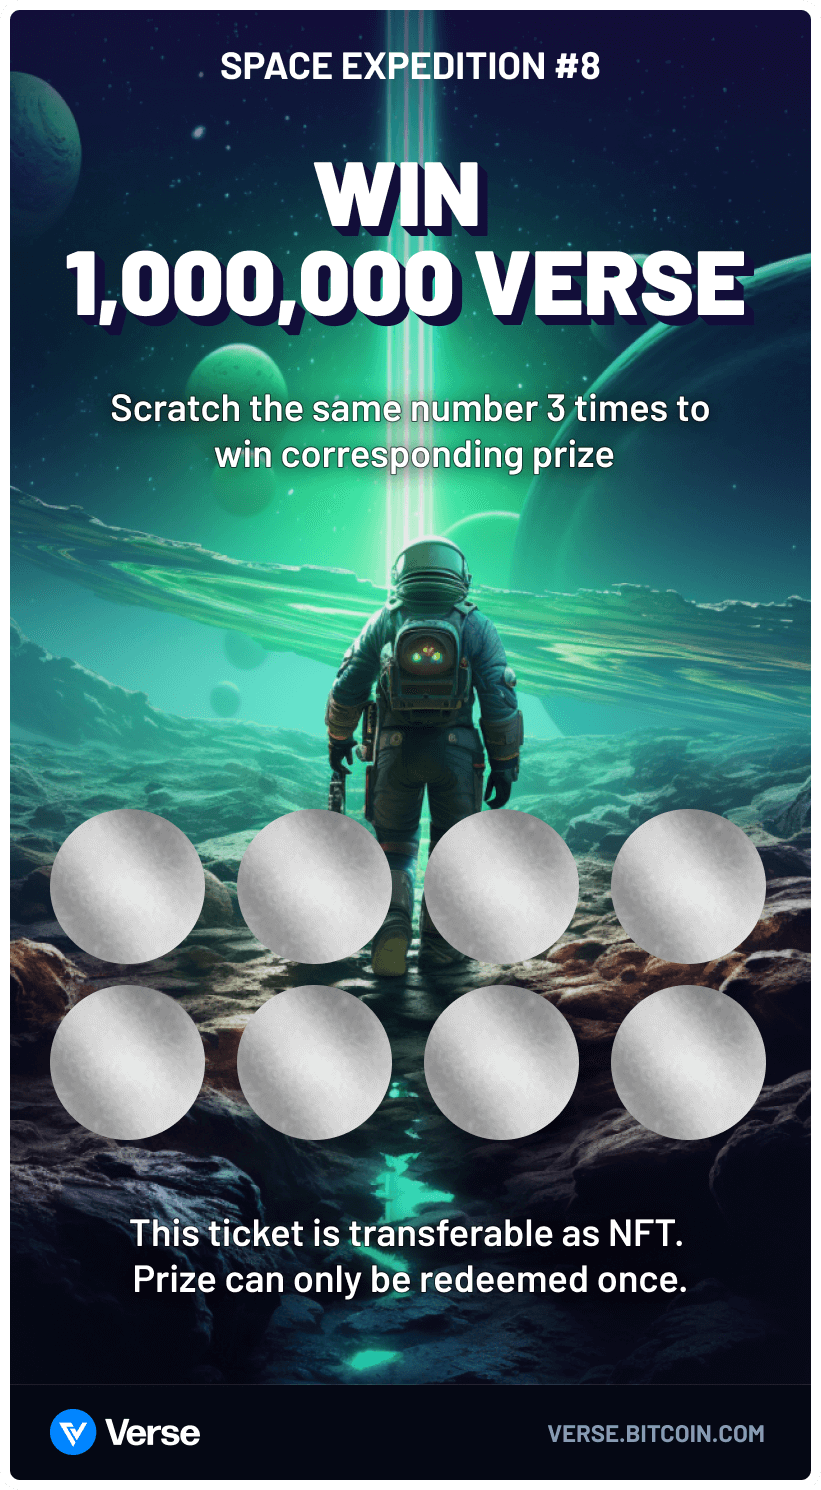 SPACE EXPEDITION #8
WIN
1,000,000 VERSE
Scratch the same number 3 times to
win corresponding prize
This ticket is transferable as NFT.
Prize can only be redeemed once.
Verse
VERSE.BITCOIN.COM